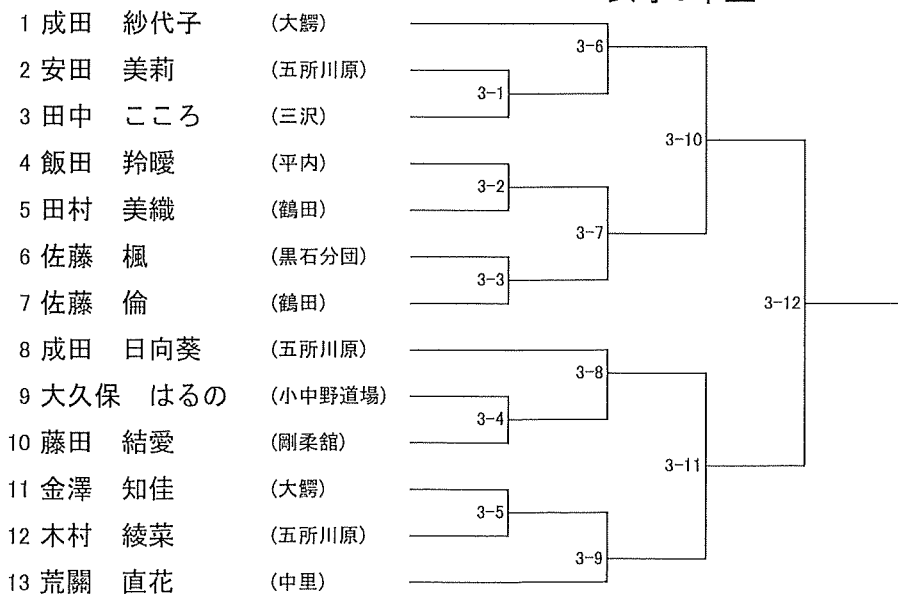 1 成田 紗代子 (大鰐)
2 安田 美莉 (五所川原)
3 田中 こころ (三沢)
4 飯田 羚曖 (平内)
5 田村 美織 (鶴田)
6 佐藤 楓 (黒石分団)
7 佐藤 倫 (鶴田)
8 成田 日向葵 (五所川原)
9 大久保 はるの (小中野道場)
10 藤田 結愛 (剛柔舘)
11 金澤 知佳 (大鰐)
12 木村 綾菜 (五所川原)
13 荒關 直花 (中里)
3-6
3-1
3-10
3-2
3-7
3-3
3-12
3-8
3-4
3-11
3-5
3-9